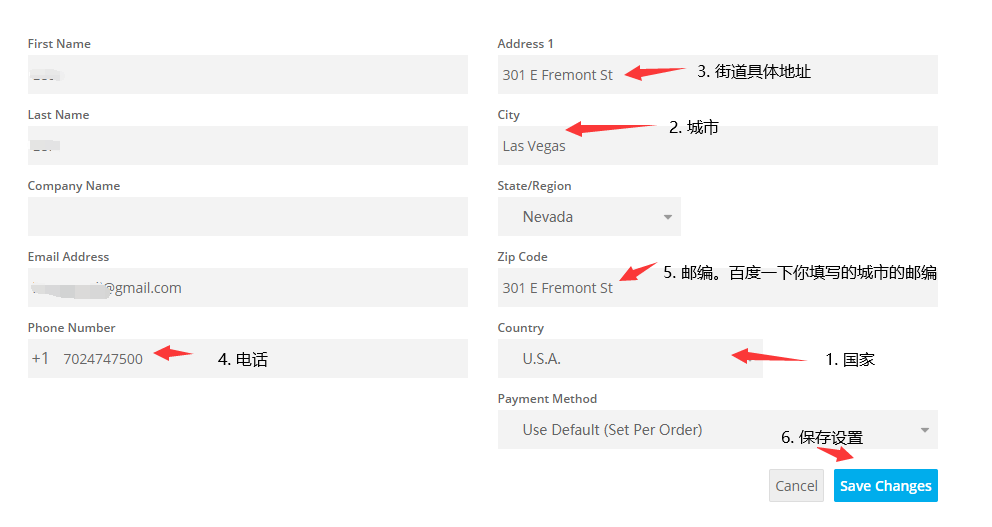 First Name
Last Name
Company Name
Email Address
@gmail.com
Phone Number
+1 7024747500
4. 电话
Address 1
301 E Fremont St
3. 街道具体地址
City
2. 城市
Las Vegas
State/Region
Nevada
Zip Code
5. 邮编。百度一下你填写的城市的邮编
301 E Fremont St
Country
U.S.A.
1. 国家
Payment Method
Use Default (Set Per Order)
6. 保存设置
Cancel
Save Changes